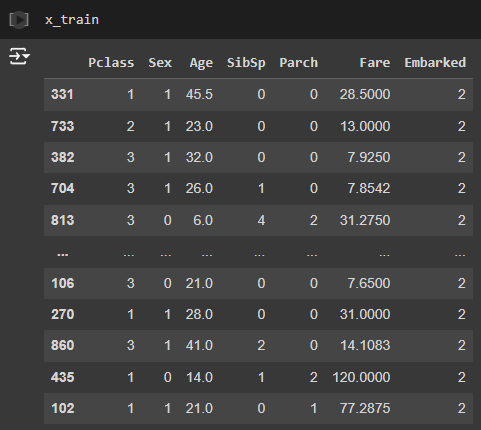 x_train
Pclass Sex Age SibSp Parch Fare Embarked
331 1 1 45.5 0 0 28.5000 2
733 2 1 23.0 0 0 13.0000 2
382 3 1 32.0 0 0 7.9250 2
704 3 1 26.0 1 0 7.8542 2
813 3 0 6.0 4 2 31.2750 2
... ... ... ... ... ... ... ...
106 3 0 21.0 0 0 7.6500 2
270 1 1 28.0 0 0 31.0000 2
860 3 1 41.0 2 0 14.1083 2
435 1 0 14.0 1 2 120.0000 2
102 1 1 21.0 0 1 77.2875 2